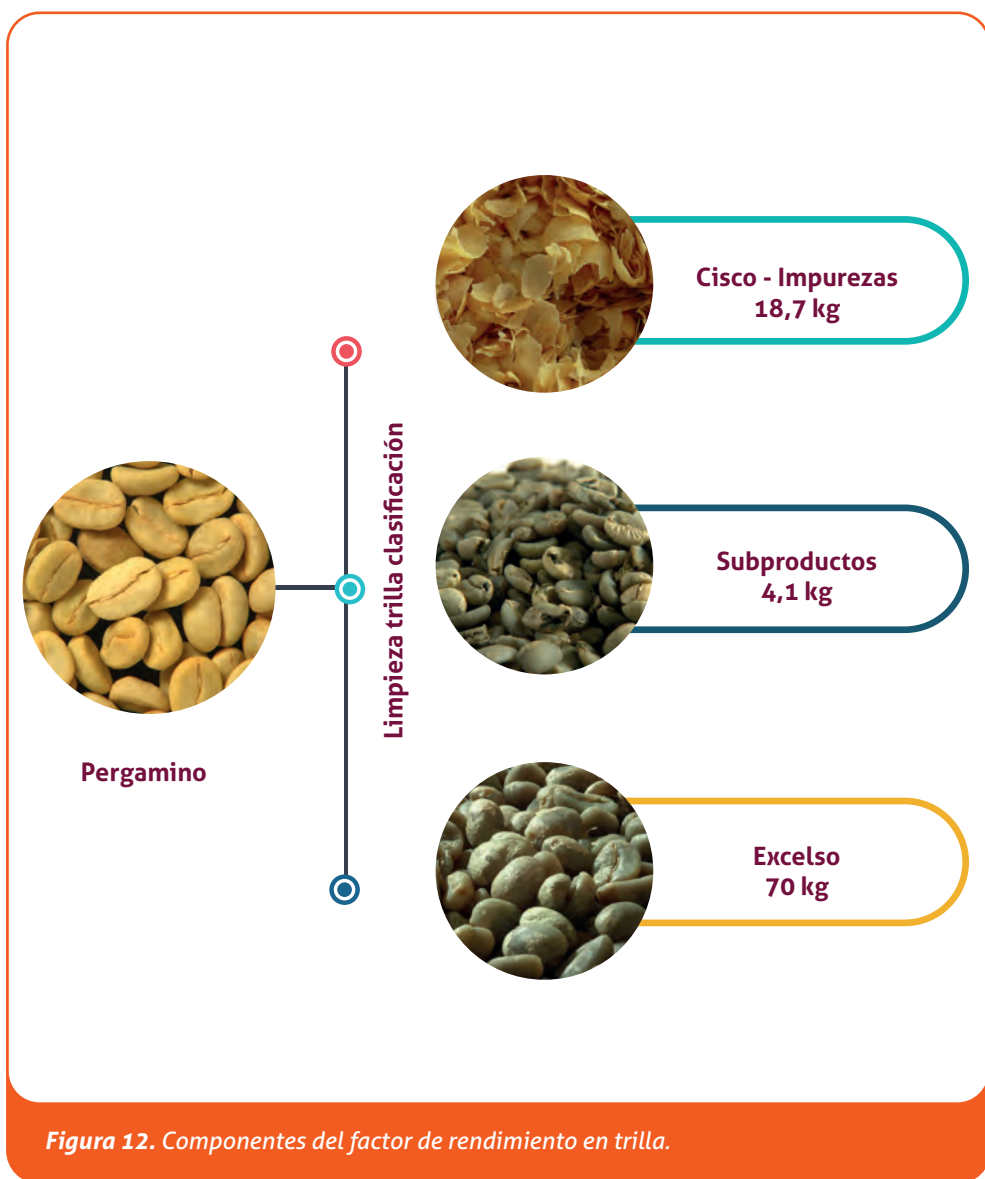 Cisco - Impurezas
18,7 kg
Limpieza trilla clasificación
Subproductos
4,1 kg
Pergamino
Excelso
70 kg
Figura 12. Componentes del factor de rendimiento en trilla.